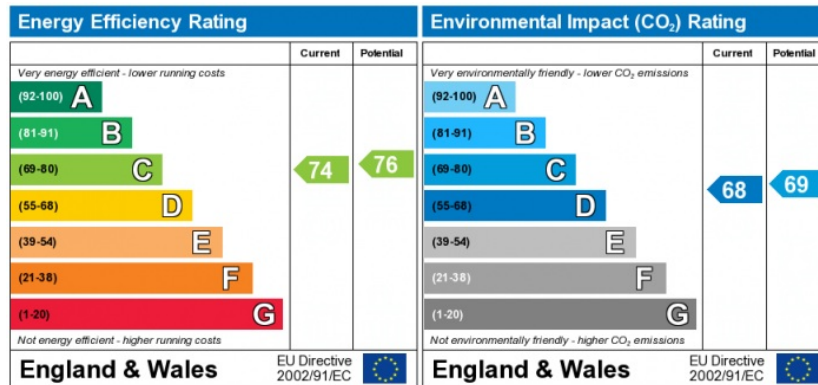 Energy Efficiency Rating
Current Potential
Very energy efficient - lower running costs
(92-100) A
(81-91) B
(69-80) C
74
76
(55-68) D
(39-54) E
(21-38) F
(1-20) G
Not energy efficient - higher running costs
England & Wales
EU Directive
2002/91/EC
Environmental Impact (CO₂) Rating
Current Potential
Very environmentally friendly - lower CO₂ emissions
(92-100) A
(81-91) B
(69-80) C
(55-68) D
68
69
(39-54) E
(21-38) F
(1-20) G
Not environmentally friendly - higher CO₂ emissions
England & Wales
EU Directive
2002/91/EC